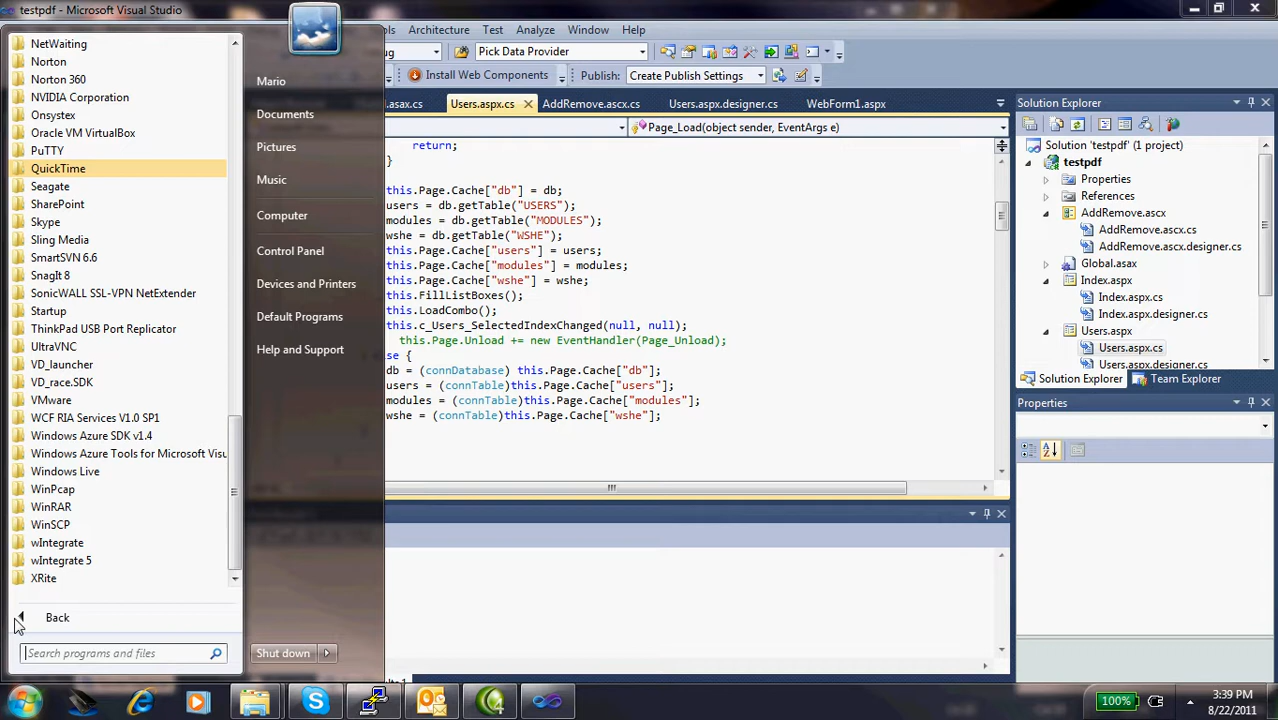 testpdf - Microsoft Visual Studio
Architecture Test Analyze Window Help
Pick Data Provider
Install Web Components Publish: Create Publish Settings
Users.aspx.cs AddRemove.ascx.cs Users.aspx.designer.cs WebForm1.aspx
Page_Load(object sender, EventArgs e)
return;
}
this.Page.Cache["db"] = db;
users = db.getTable("USERS");
modules = db.getTable("MODULES");
wshe = db.getTable("WSHE");
this.Page.Cache["users"] = users;
this.Page.Cache["modules"] = modules;
this.Page.Cache["wshe"] = wshe;
this.FillListBoxes();
this.LoadCombo();
this.c_Users_SelectedIndexChanged(null, null);
this.Page.Unload += new EventHandler(Page_Unload);
else {
db = (connDatabase) this.Page.Cache["db"];
users = (connTable)this.Page.Cache["users"];
modules = (connTable)this.Page.Cache["modules"];
wshe = (connTable)this.Page.Cache["wshe"];
NetWaiting
Norton
Norton 360
NVIDIA Corporation
Onsystex
Oracle VM VirtualBox
PuTTY
QuickTime
Seagate
SharePoint
Skype
Sling Media
SmartSVN 6.6
SnagIt 8
SonicWALL SSL-VPN NetExtender
Startup
ThinkPad USB Port Replicator
UltraVNC
VD_launcher
VD_race.SDK
VMware
WCF RIA Services V1.0 SP1
Windows Azure SDK v1.4
Windows Azure Tools for Microsoft Visu
Windows Live
WinPcap
WinRAR
WinSCP
wIntegrate
wIntegrate 5
XRite
Back
Search programs and files
Mario
Documents
Pictures
Music
Computer
Control Panel
Devices and Printers
Default Programs
Help and Support
Shut down
Solution Explorer
Solution 'testpdf' (1 project)
testpdf
Properties
References
AddRemove.ascx
AddRemove.ascx.cs
AddRemove.ascx.designer.cs
Global.asax
Index.aspx
Index.aspx.cs
Index.aspx.designer.cs
Users.aspx
Users.aspx.cs
Users.aspx.designer.cs
Solution Explorer Team Explorer
Properties
100%
3:39 PM
8/22/2011